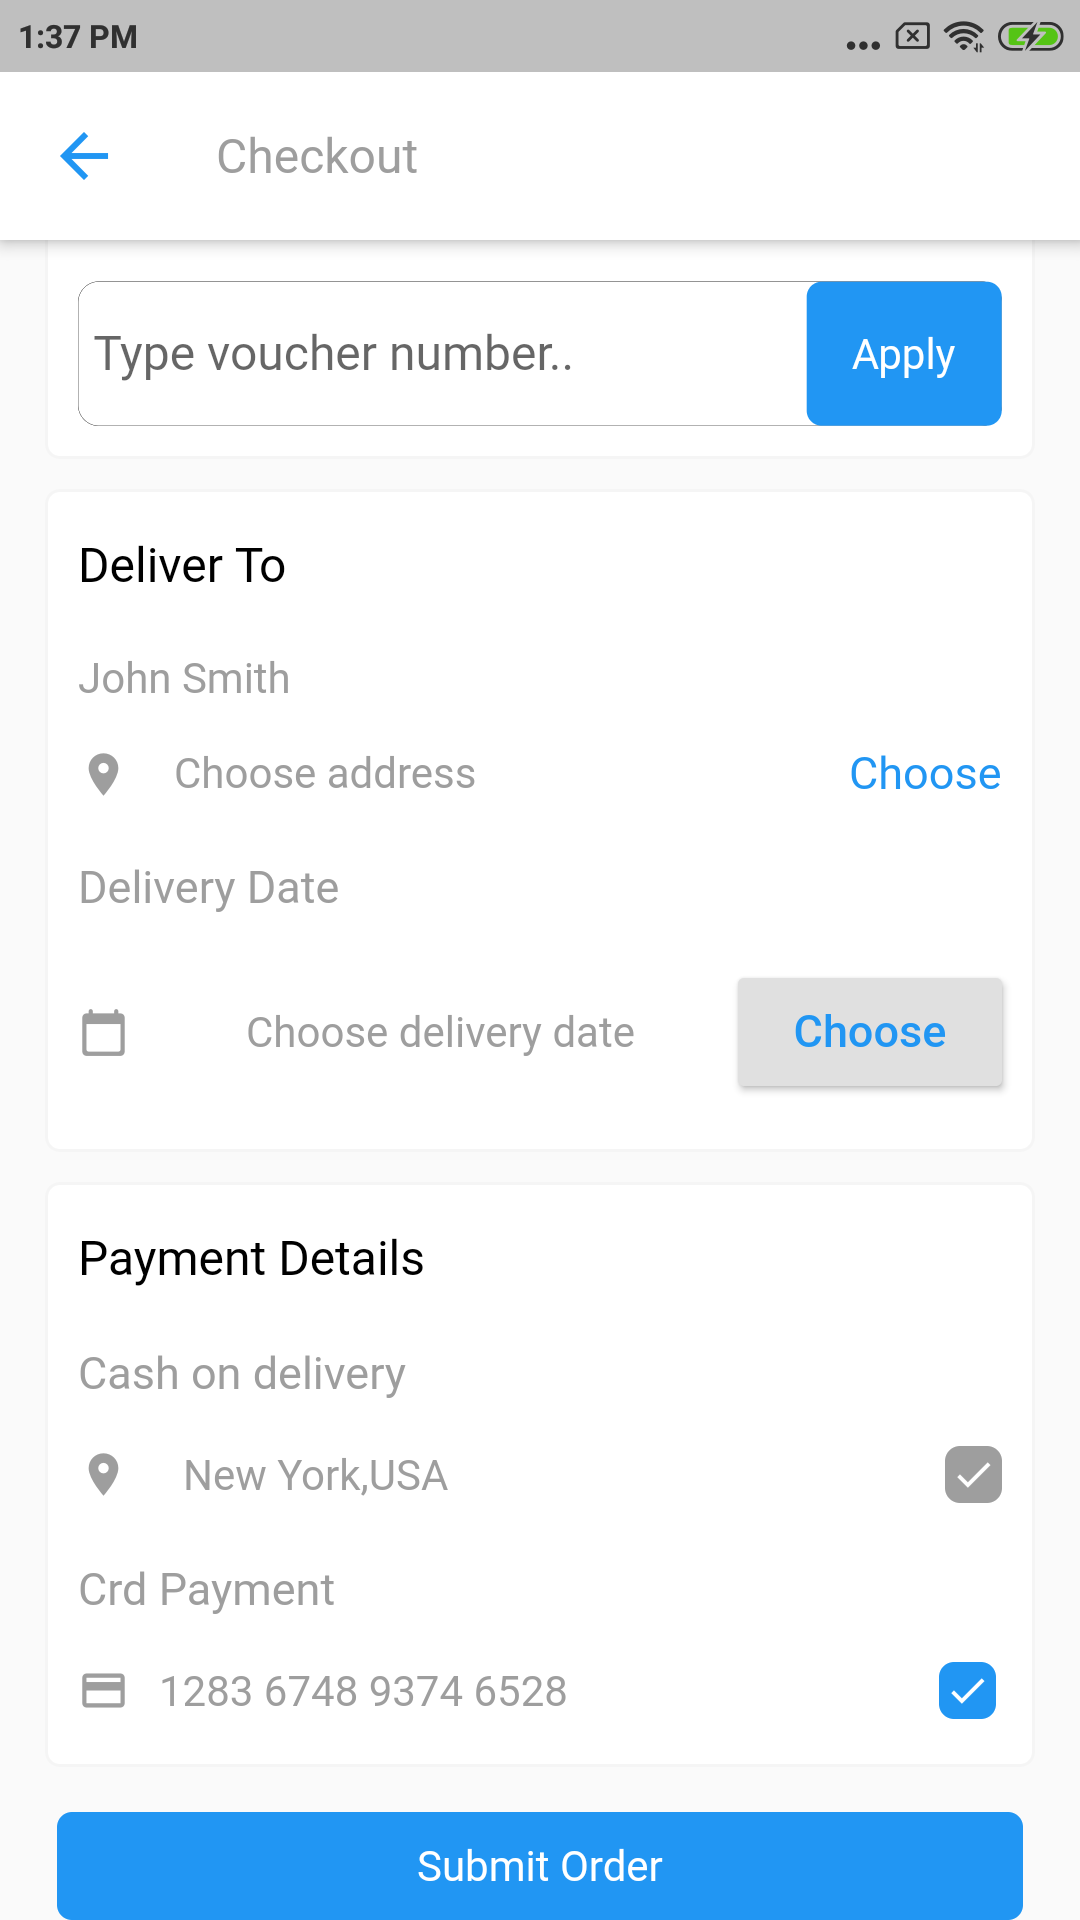 1:37 PM
Checkout
Type voucher number..
Apply
Deliver To
John Smith
Choose address
Choose
Delivery Date
Choose delivery date
Choose
Payment Details
Cash on delivery
New York,USA
Crd Payment
1283 6748 9374 6528
Submit Order